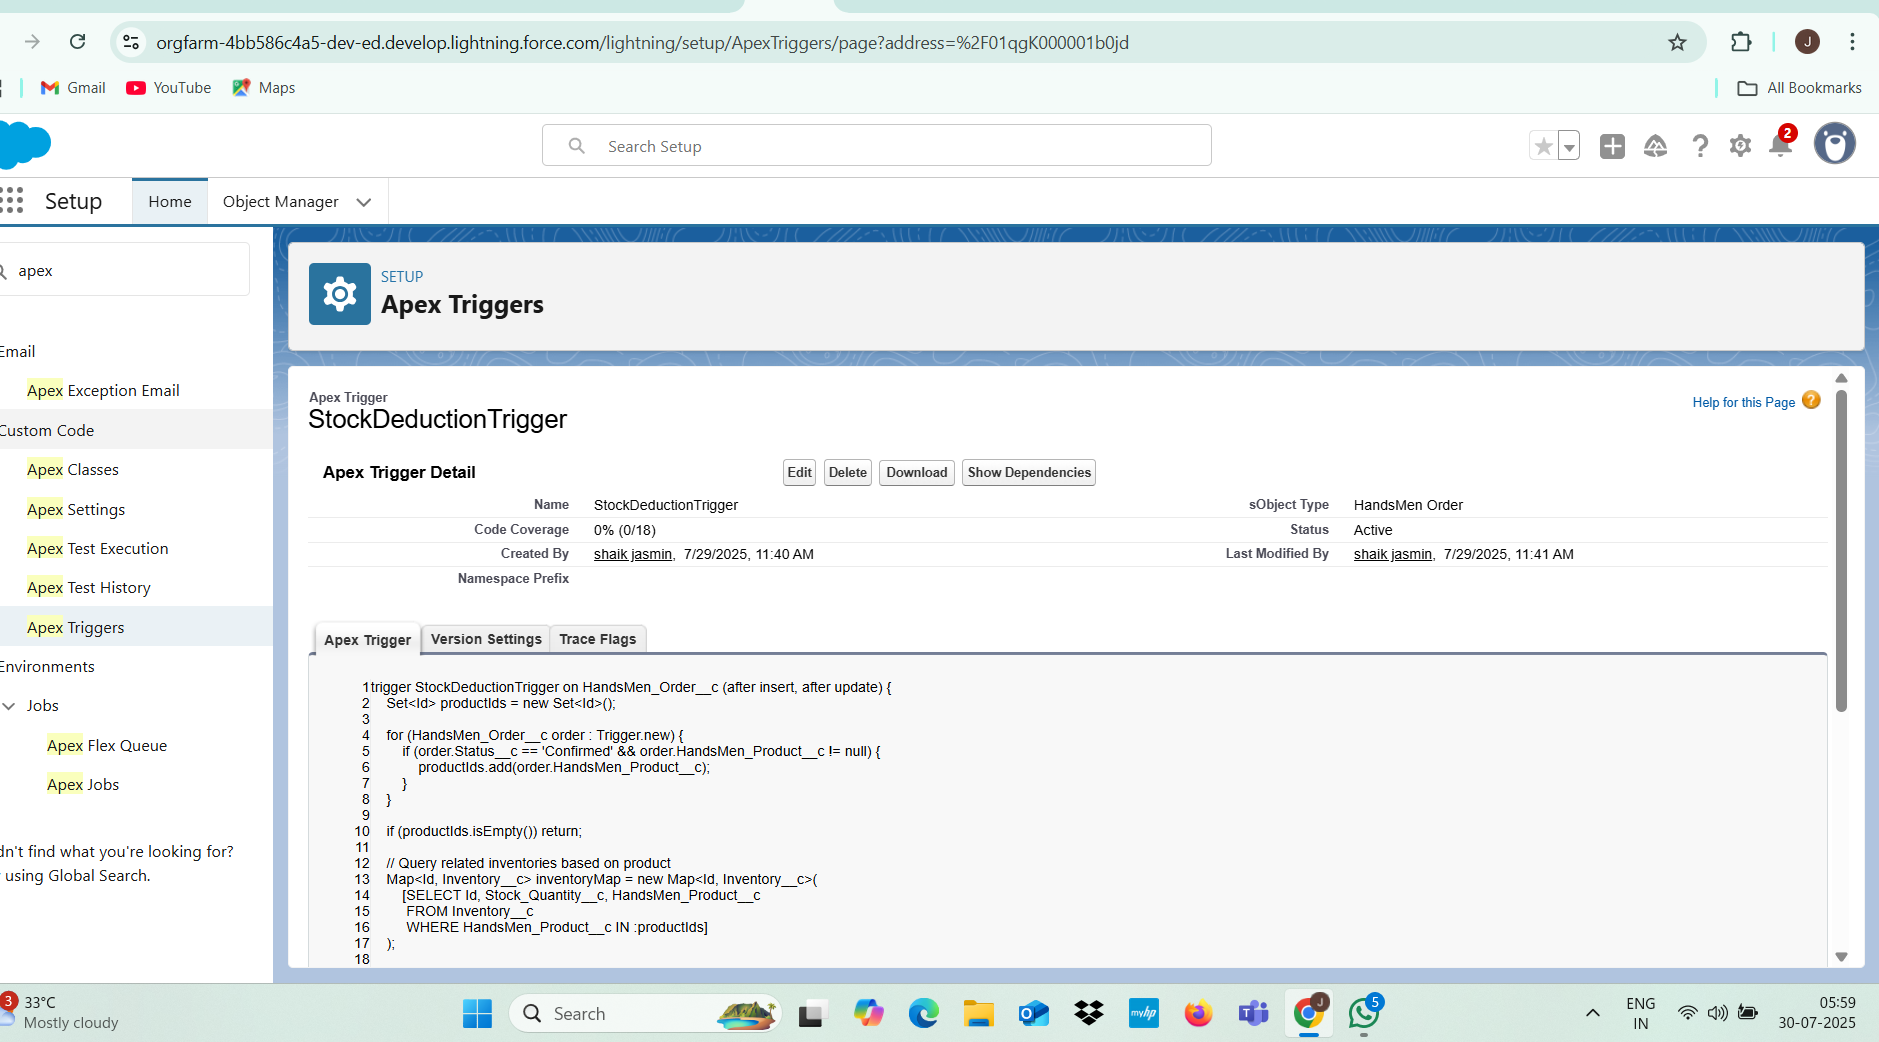 orgfarm-4bb586c4a5-dev-ed.develop.lightning.force.com/lightning/setup/ApexTriggers/page?address=%2F01qgK000001b0jd
J
Gmail
YouTube
Maps
All Bookmarks
Search Setup
2
Setup
Home
Object Manager
apex
SETUP
Apex Triggers
Email
Apex Exception Email
Custom Code
Apex Classes
Apex Settings
Apex Test Execution
Apex Test History
Apex Triggers
Environments
Jobs
Apex Flex Queue
Apex Jobs
dn't find what you're looking for?
using Global Search.
Apex Trigger
StockDeductionTrigger
Help for this Page ?
Apex Trigger Detail
Edit Delete Download Show Dependencies
Name StockDeductionTrigger sObject Type HandsMen Order
Code Coverage 0% (0/18) Status Active
Created By shaik jasmin, 7/29/2025, 11:40 AM Last Modified By shaik jasmin, 7/29/2025, 11:41 AM
Namespace Prefix
Apex Trigger Version Settings Trace Flags
1 trigger StockDeductionTrigger on HandsMen_Order__c (after insert, after update) {
2 Set<Id> productIds = new Set<Id>();
3
4 for (HandsMen_Order__c order : Trigger.new) {
5 if (order.Status__c == 'Confirmed' && order.HandsMen_Product__c != null) {
6 productIds.add(order.HandsMen_Product__c);
7 }
8 }
9
10 if (productIds.isEmpty()) return;
11
12 // Query related inventories based on product
13 Map<Id, Inventory__c> inventoryMap = new Map<Id, Inventory__c>(
14 [SELECT Id, Stock_Quantity__c, HandsMen_Product__c
15 FROM Inventory__c
16 WHERE HandsMen_Product__c IN :productIds]
17 );
18
3
33°C
Mostly cloudy
Search
myhp
J
5
ENG
IN
05:59
30-07-2025